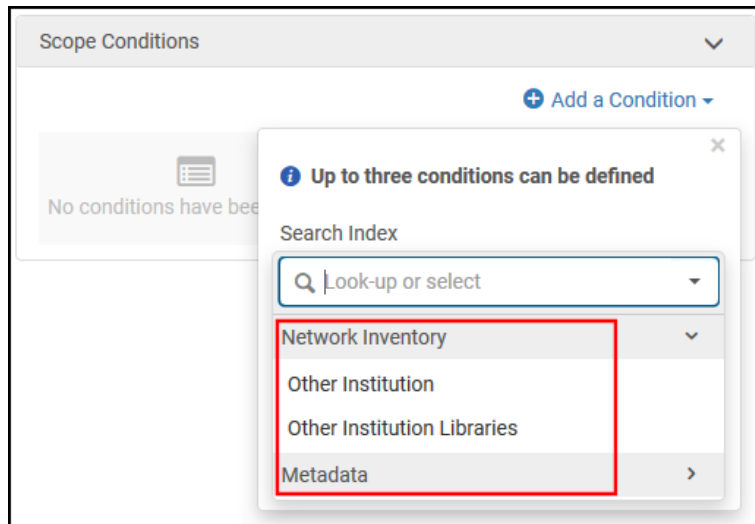 Scope Conditions
Add a Condition
Up to three conditions can be defined
No conditions have bee
Search Index
Look-up or select
Network Inventory
Other Institution
Other Institution Libraries
Metadata